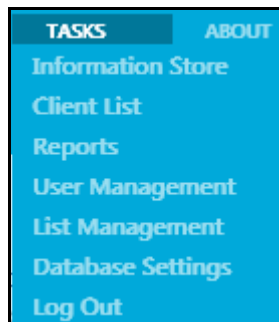 TASKS ABOUT
Information Store
Client List
Reports
User Management
List Management
Database Settings
Log Out